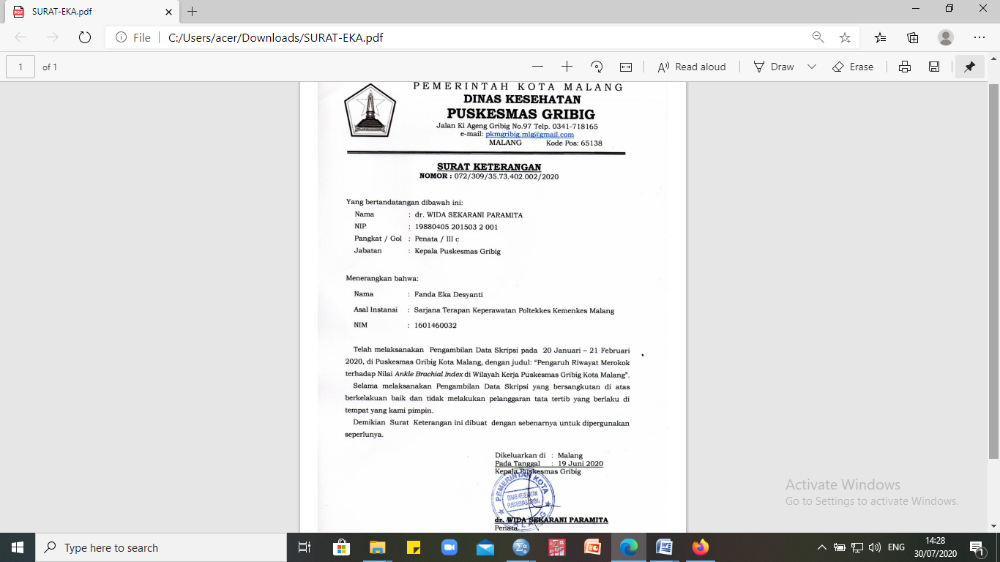 SURAT-EKA.pdf
File C:/Users/acer/Downloads/SURAT-EKA.pdf
1 of 1 Read aloud Draw Erase
PEMERINTAH KOTA MALANG
DINAS KESEHATAN
PUSKESMAS GRIBIG
Jalan Ki Ageng Gribig No.97 Telp. 0341-718165
e-mail: pkmgribig.mlg@gmail.com
MALANG Kode Pos: 65138
SURAT KETERANGAN
NOMOR : 072/309/35.73.402.002/2020
Yang bertandatangan dibawah ini:
Nama : dr. WIDA SEKARANI PARAMITA
NIP : 19880405 201503 2 001
Pangkat / Gol : Penata / III c
Jabatan : Kepala Puskesmas Gribig
Menerangkan bahwa:
Nama : Fanda Eka Desyanti
Asal Instansi : Sarjana Terapan Keperawatan Poltekkes Kemenkes Malang
NIM : 1601460032
Telah melaksanakan Pengambilan Data Skripsi pada 20 Januari – 21 Februari
2020, di Puskesmas Gribig Kota Malang, dengan judul: “Pengaruh Riwayat Merokok
terhadap Nilai Ankle Brachial Index di Wilayah Kerja Puskesmas Gribig Kota Malang”.
Selama melaksanakan Pengambilan Data Skripsi yang bersangkutan di atas
berkelakuan baik dan tidak melakukan pelanggaran tata tertib yang berlaku di
tempat yang kami pimpin.
Demikian Surat Keterangan ini dibuat dengan sebenarnya untuk dipergunakan
seperlunya.
Dikeluarkan di : Malang
Pada Tanggal : 19 Juni 2020
Kepala Puskesmas Gribig
PEMERINTAH KOTA
DINAS KESEHATAN
PUSKESMAS GRIBIG
MALANG
dr. WIDA SEKARANI PARAMITA
Penata
Activate Windows
Go to Settings to activate Windows.
Type here to search
ENG
14:28
30/07/2020
1